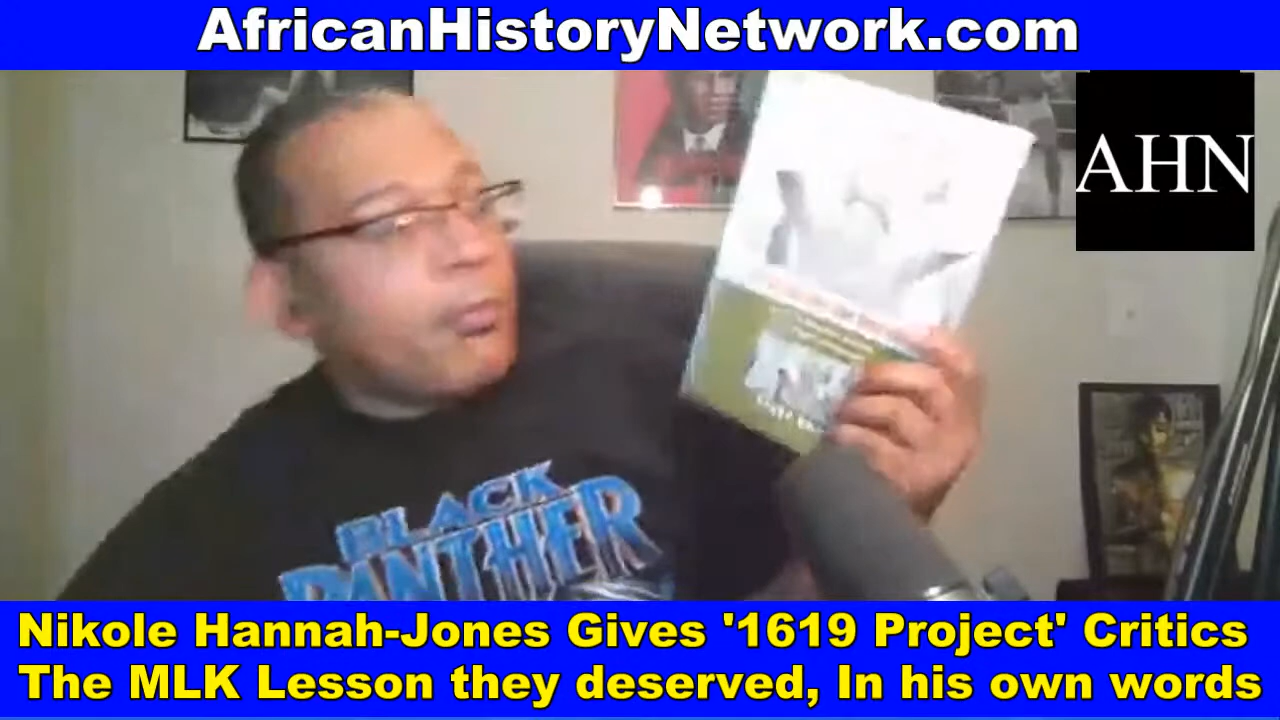 AfricanHistoryNetwork.com
AHN
BLACK
PANTHER
Nikole Hannah-Jones Gives '1619 Project' Critics
The MLK Lesson they deserved, In his own words